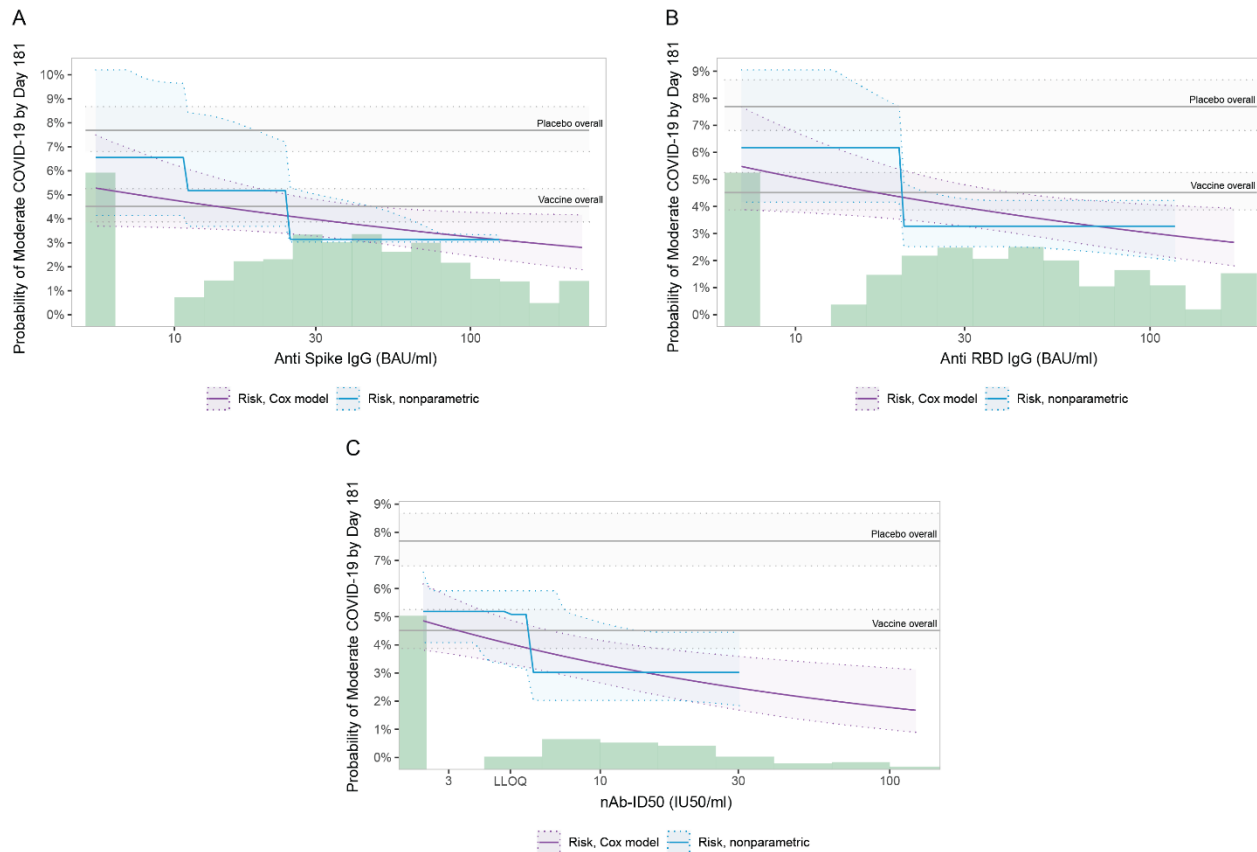 A
Probability of Moderate COVID-19 by Day 181
10%
9%
8%
7%
6%
5%
4%
3%
2%
1%
0%
Placebo overall
Vaccine overall
10
30
100
Anti Spike IgG (BAU/ml)
Risk, Cox model
Risk, nonparametric
B
Probability of Moderate COVID-19 by Day 181
9%
8%
7%
6%
5%
4%
3%
2%
1%
0%
Placebo overall
Vaccine overall
10
30
100
Anti RBD IgG (BAU/ml)
Risk, Cox model
Risk, nonparametric
C
Probability of Moderate COVID-19 by Day 181
9%
8%
7%
6%
5%
4%
3%
2%
1%
0%
Placebo overall
Vaccine overall
3
LLOQ
10
30
100
nAb-ID50 (IU50/ml)
Risk, Cox model
Risk, nonparametric